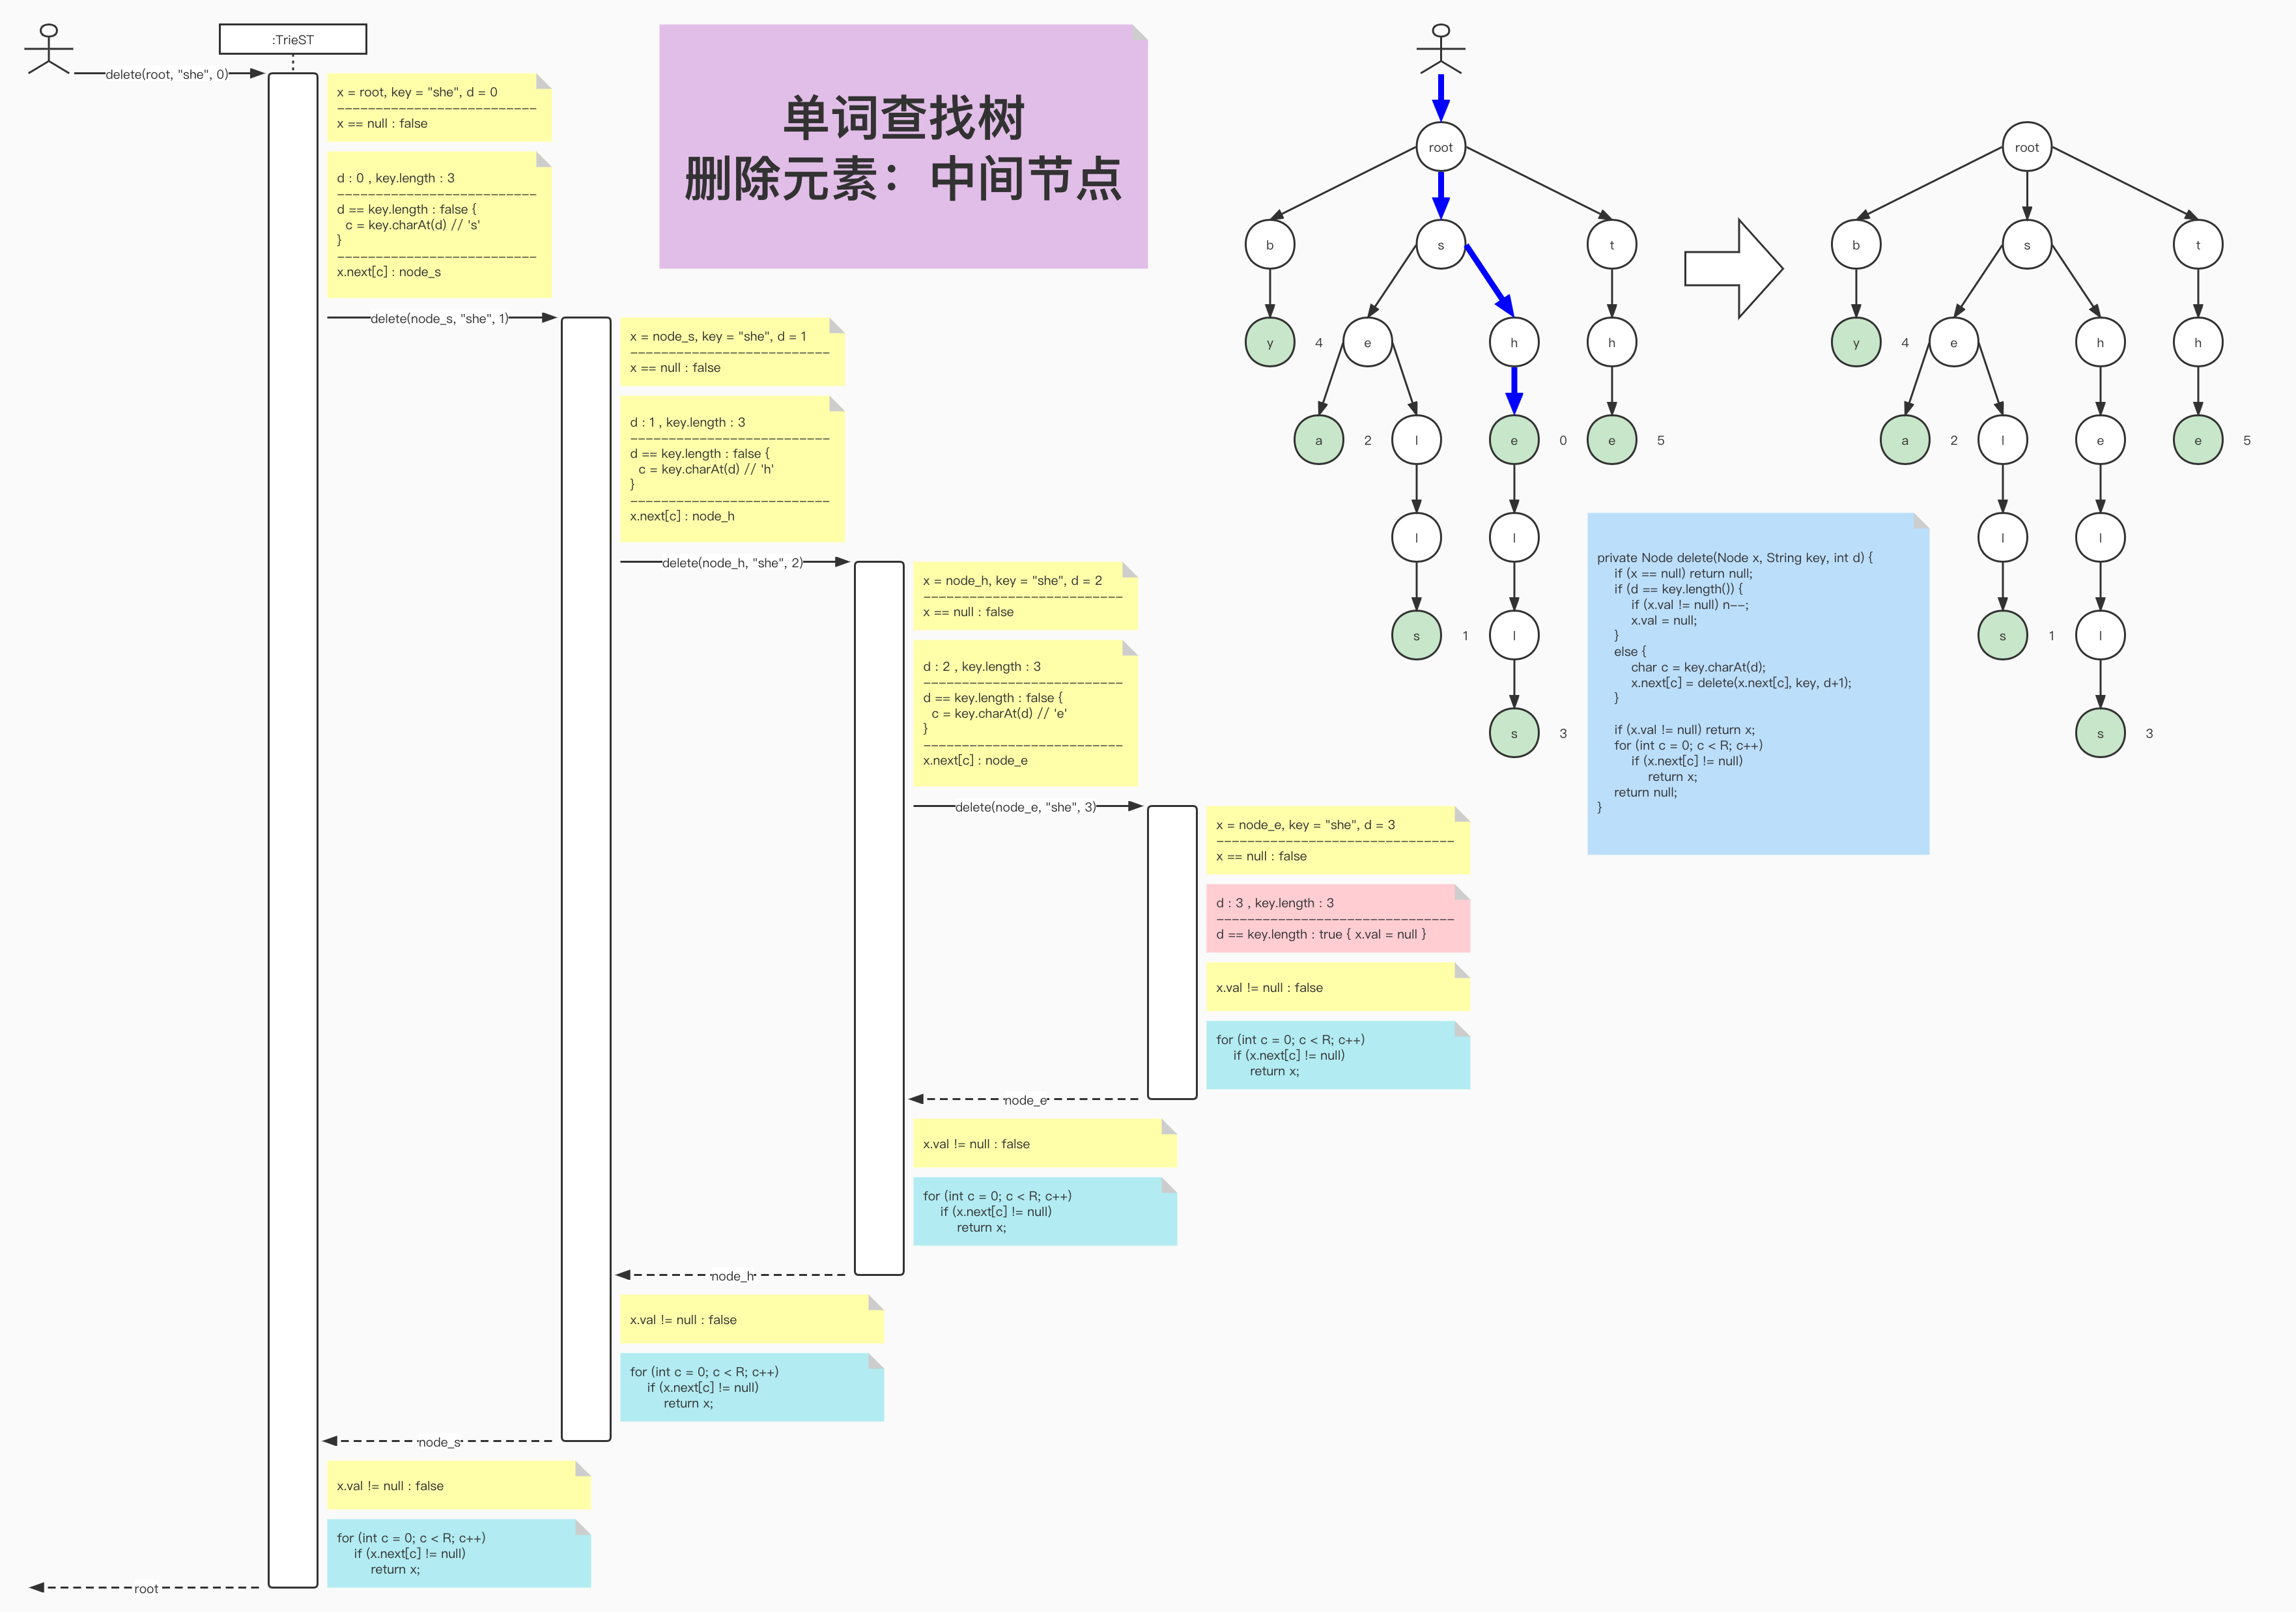 :TrieST
delete(root, "she", 0)
x = root, key = "she", d = 0
--------------------------
x == null : false
d : 0 , key.length : 3
--------------------------
d == key.length : false {
c = key.charAt(d) // 's'
}
--------------------------
x.next[c] : node_s
单词查找树
删除元素：中间节点
delete(node_s, "she", 1)
x = node_s, key = "she", d = 1
--------------------------
x == null : false
d : 1 , key.length : 3
--------------------------
d == key.length : false {
c = key.charAt(d) // 'h'
}
--------------------------
x.next[c] : node_h
delete(node_h, "she", 2)
x = node_h, key = "she", d = 2
--------------------------
x == null : false
d : 2 , key.length : 3
--------------------------
d == key.length : false {
c = key.charAt(d) // 'e'
}
--------------------------
x.next[c] : node_e
delete(node_e, "she", 3)
x = node_e, key = "she", d = 3
-------------------------------
x == null : false
d : 3 , key.length : 3
-------------------------------
d == key.length : true { x.val = null }
x.val != null : false
for (int c = 0; c < R; c++)
if (x.next[c] != null)
return x;
node_e
x.val != null : false
for (int c = 0; c < R; c++)
if (x.next[c] != null)
return x;
node_h
x.val != null : false
for (int c = 0; c < R; c++)
if (x.next[c] != null)
return x;
node_s
x.val != null : false
for (int c = 0; c < R; c++)
if (x.next[c] != null)
return x;
root
root
b s t
y 4 e h h
a 2 l e 0 e 5
l l
s 1 l
s 3
root
b s t
y 4 e h h
a 2 l e e 5
l l
s 1 l
s 3
private Node delete(Node x, String key, int d) {
if (x == null) return null;
if (d == key.length()) {
if (x.val != null) n--;
x.val = null;
}
else {
char c = key.charAt(d);
x.next[c] = delete(x.next[c], key, d+1);
}
if (x.val != null) return x;
for (int c = 0; c < R; c++)
if (x.next[c] != null)
return x;
return null;
}